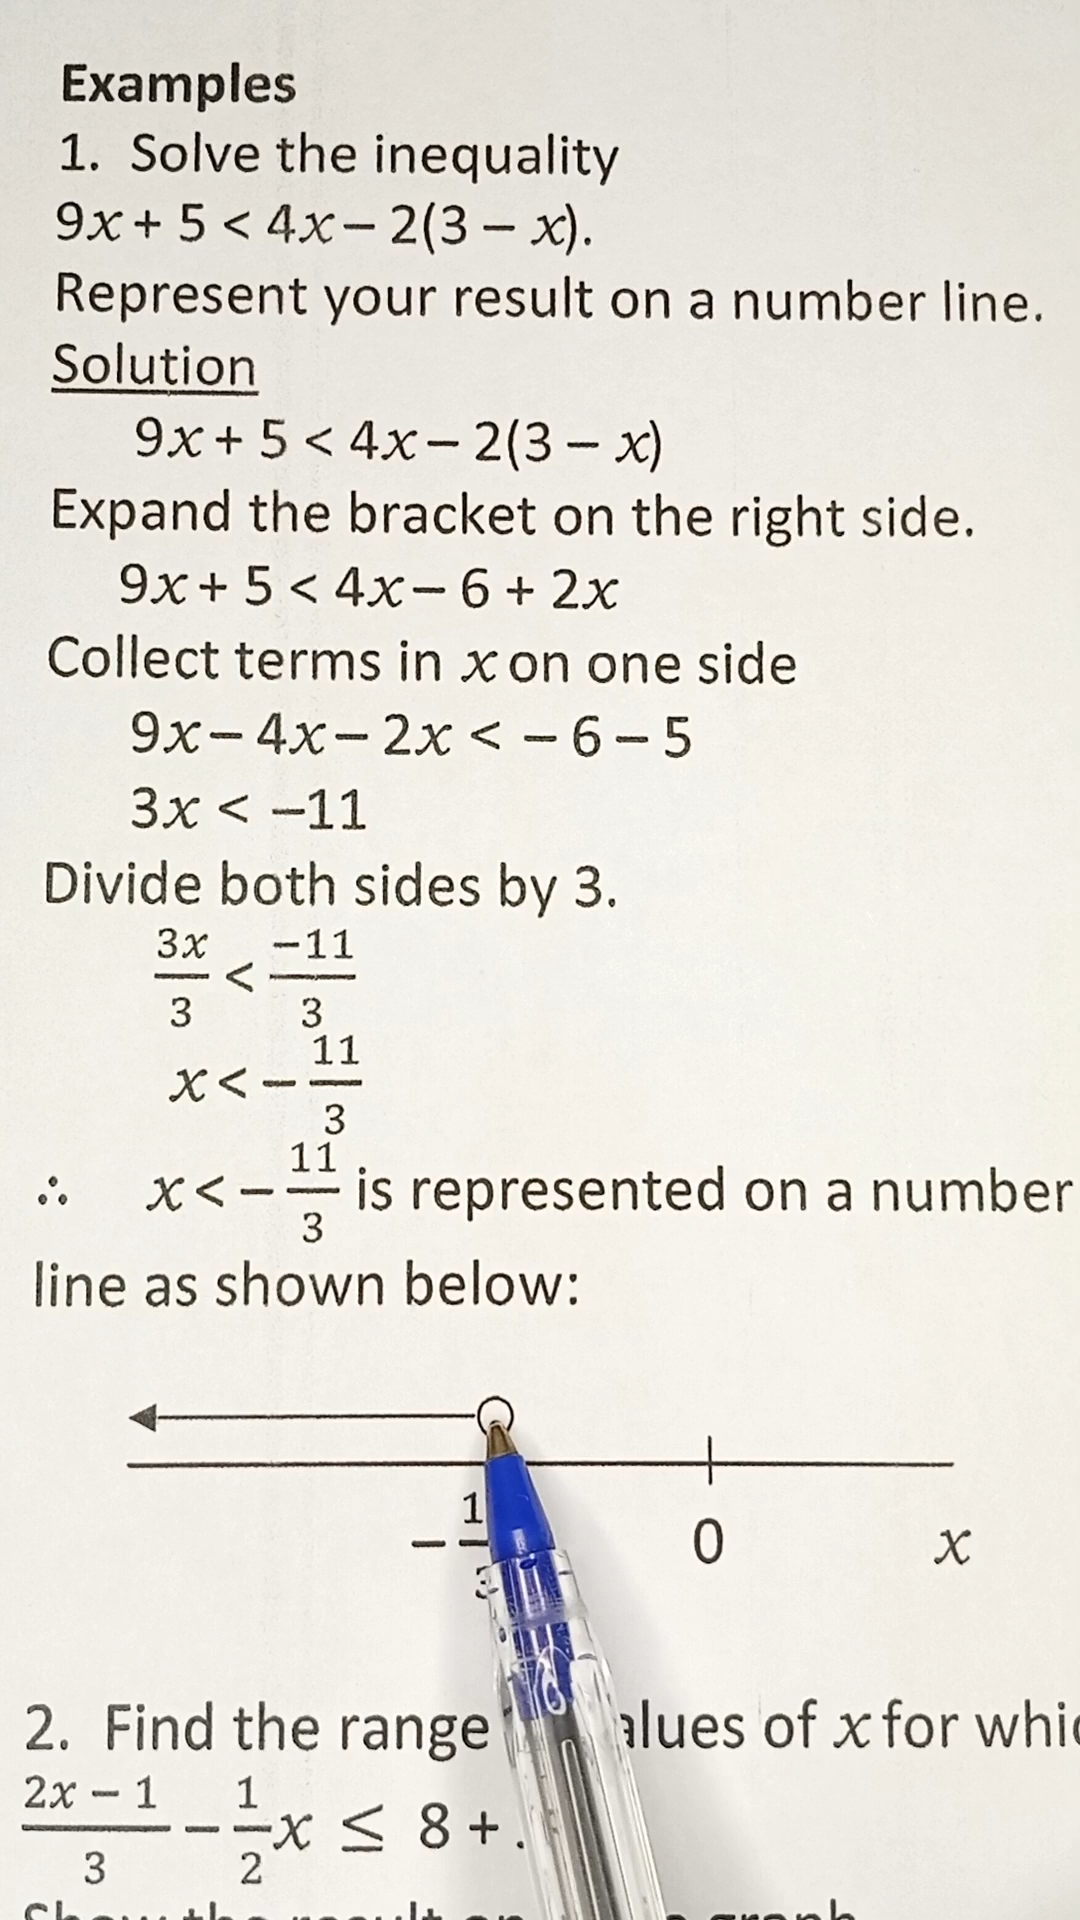 Examples
1. Solve the inequality
9x + 5 < 4x – 2(3 – x).
Represent your result on a number line.
Solution
9x + 5 < 4x – 2(3 – x)
Expand the bracket on the right side.
9x + 5 < 4x – 6 + 2x
Collect terms in x on one side
9x – 4x – 2x < – 6 – 5
3x < –11
Divide both sides by 3.
3x/3 < –11/3
x < – 11/3
∴ x < – 11/3 is represented on a number
line as shown below:
– 0 x
2. Find the range of x for
2x – 1/3 – 1/2x ≤ 8 +